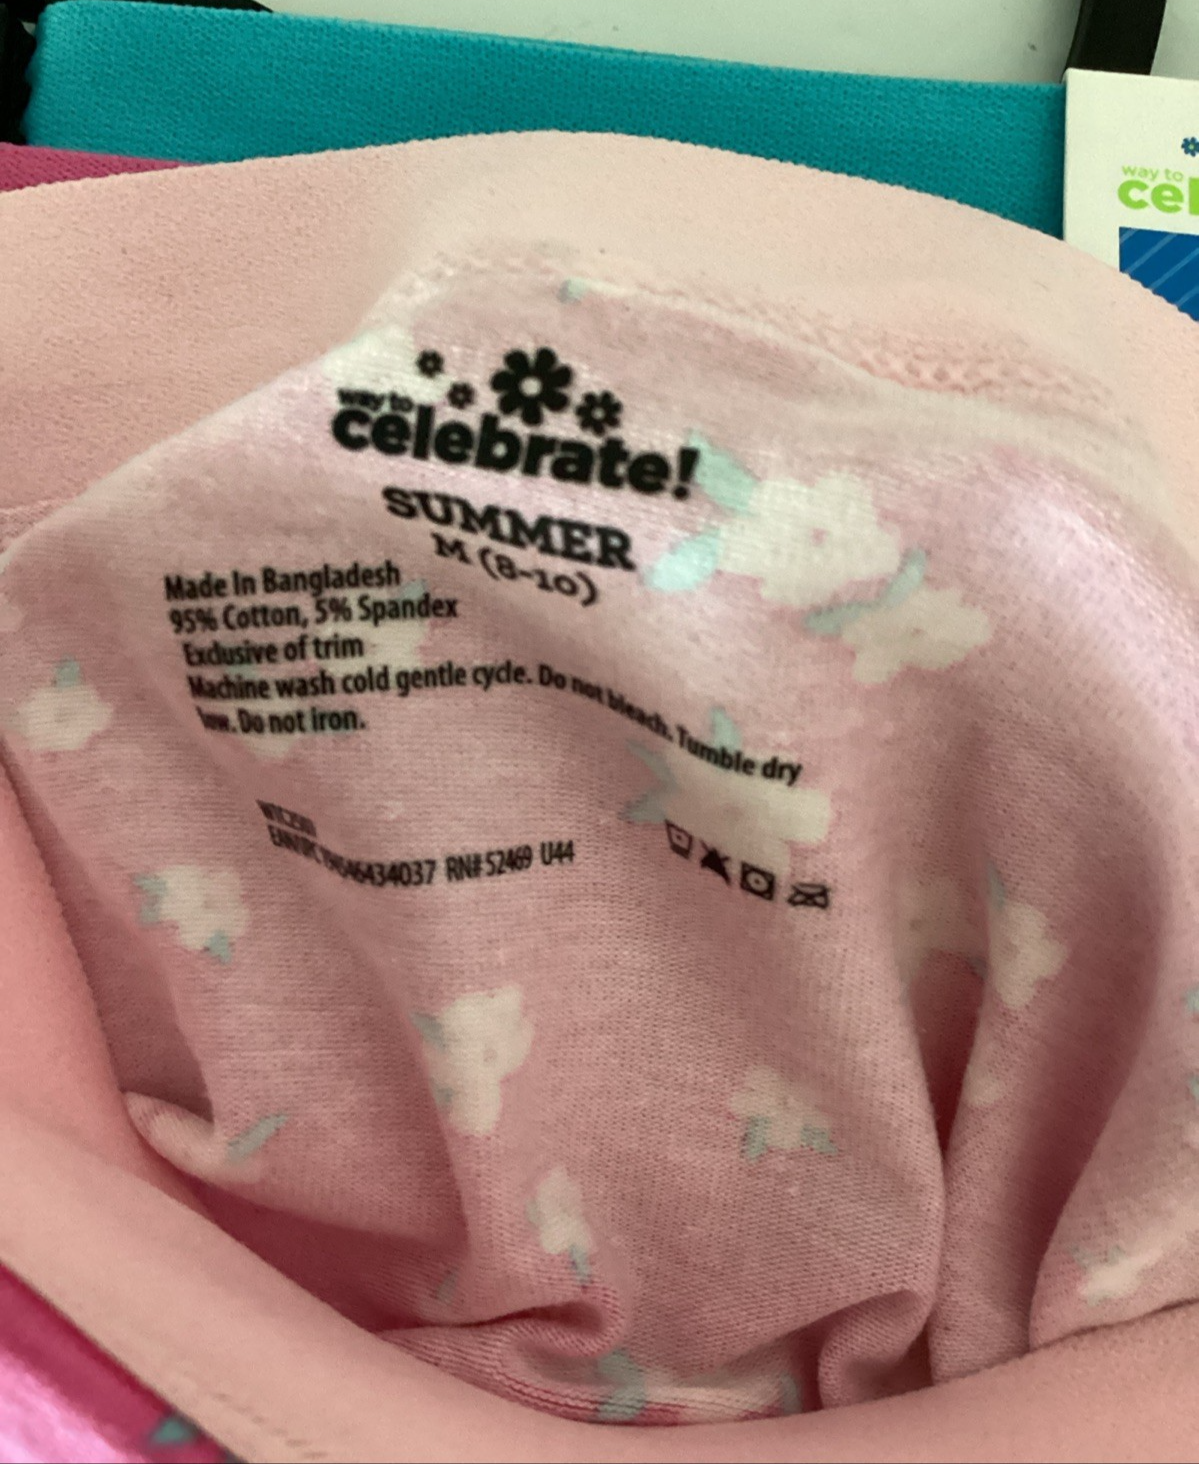 way to
cel
way to
celebrate!
SUMMER
M (8-10)
Made In Bangladesh
95% Cotton, 5% Spandex
Exclusive of trim
Machine wash cold gentle cycle. Do not bleach. Tumble dry
low. Do not iron.
RN# 52469 U44